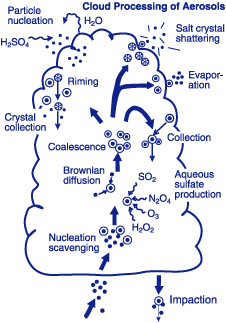 Cloud Processing of Aerosols
Particle
nucleation
H₂O
H₂SO₄
Salt crystal
shattering
Riming
Evapor-
ation
Crystal
collection
Coalescence
Collection
Brownian
diffusion
SO₂
Aqueous
sulfate
production
N₂O₄
O₃
H₂O₂
Nucleation
scavenging
Impaction